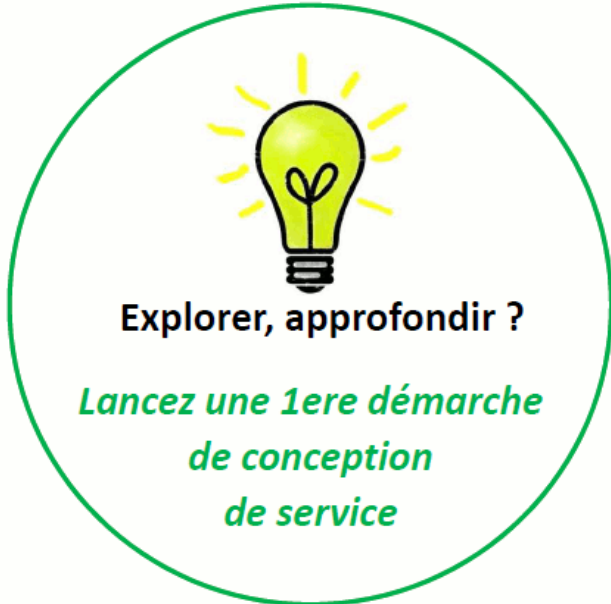 Explorer, approfondir ?
Lancez une 1ere démarche
de conception
de service